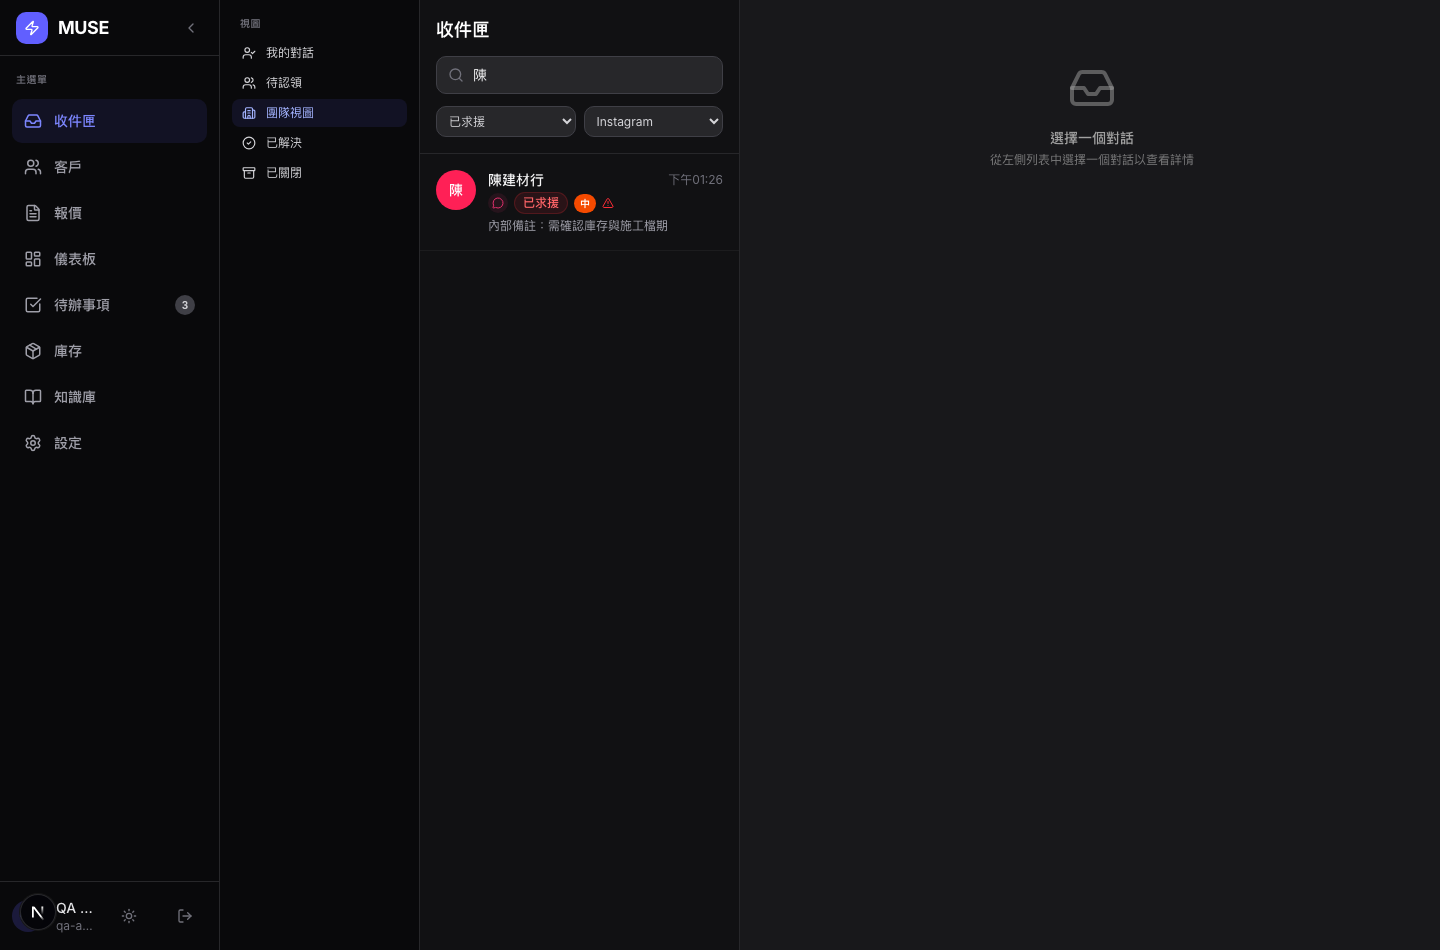 MUSE
主選單
收件匣
客戶
報價
儀表板
待辦事項
3
庫存
知識庫
設定
N
QA ...
qa-a...
視圖
我的對話
待認領
團隊視圖
已解決
已關閉
收件匣
陳
已求援
Instagram
陳
陳建材行
下午01:26
已求援
中
內部備註：需確認庫存與施工檔期
選擇一個對話
從左側列表中選擇一個對話以查看詳情